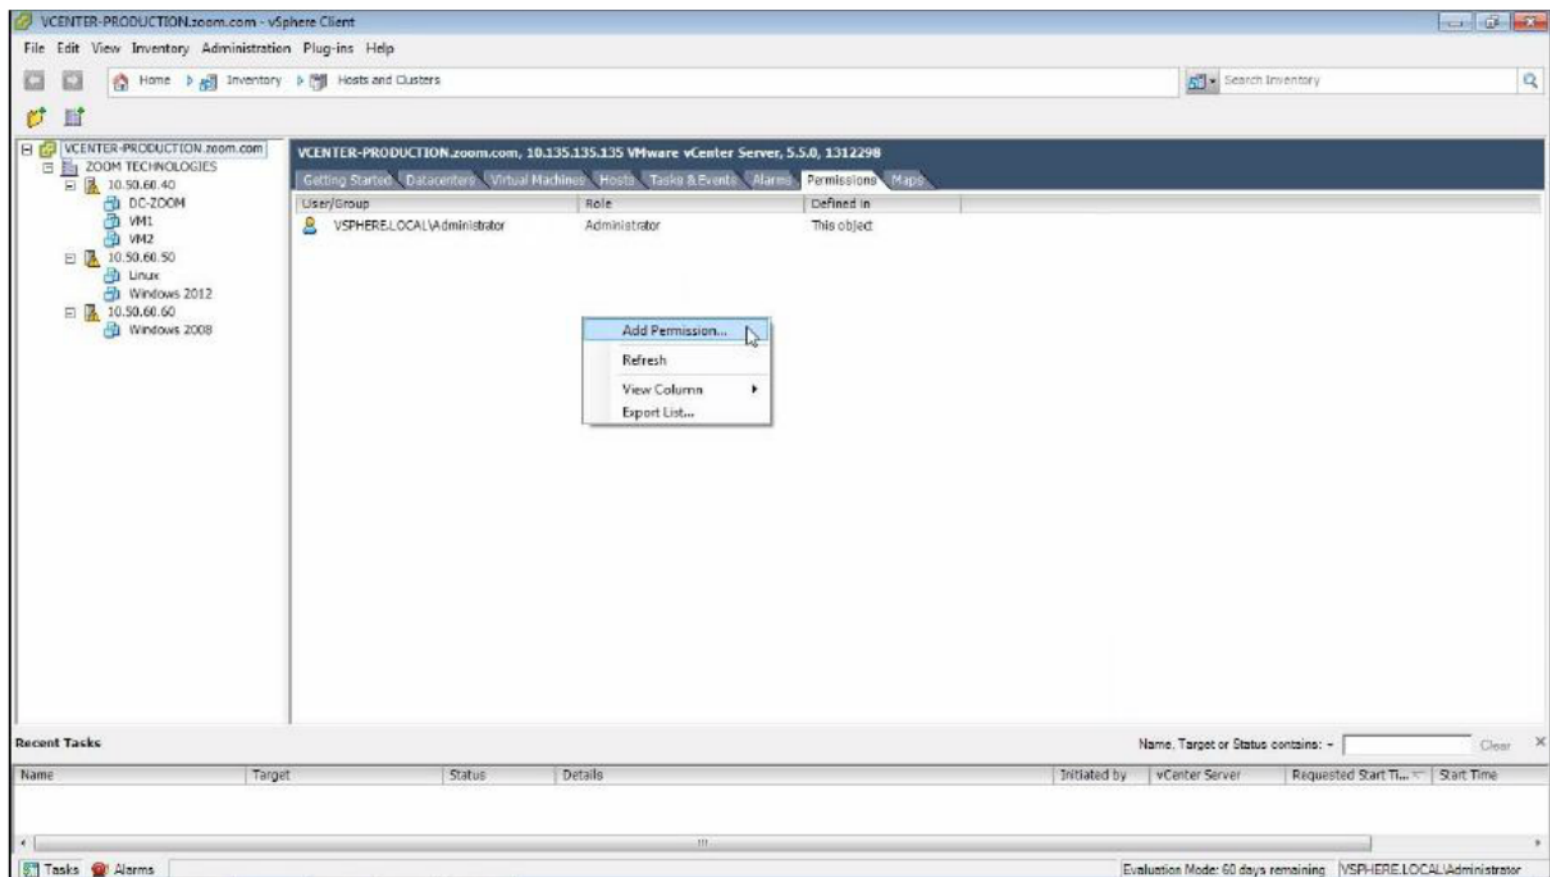 VCENTER-PRODUCTION.zoom.com - vSphere Client
File Edit View Inventory Administration Plug-ins Help
Home Inventory Hosts and Clusters
Search Inventory
VCENTER-PRODUCTION.zoom.com
ZOOM TECHNOLOGIES
10.50.60.40
DC-ZOOM
VM1
VM2
10.50.60.50
Linux
Windows 2012
10.50.60.60
Windows 2008
VCENTER-PRODUCTION.zoom.com, 10.135.135.135 VMware vCenter Server, 5.5.0, 1312298
Getting Started Datacenters Virtual Machines Hosts Tasks & Events Alarms Permissions Maps
User/Group Role Defined in
VSPHERE.LOCAL\Administrator Administrator This object
Add Permission...
Refresh
View Column
Export List...
Recent Tasks
Name, Target or Status contains:
Clear
Name Target Status Details Initiated by vCenter Server Requested Start Ti... Start Time
Tasks Alarms
Evaluation Mode: 60 days remaining VSPHERE.LOCAL\Administrator